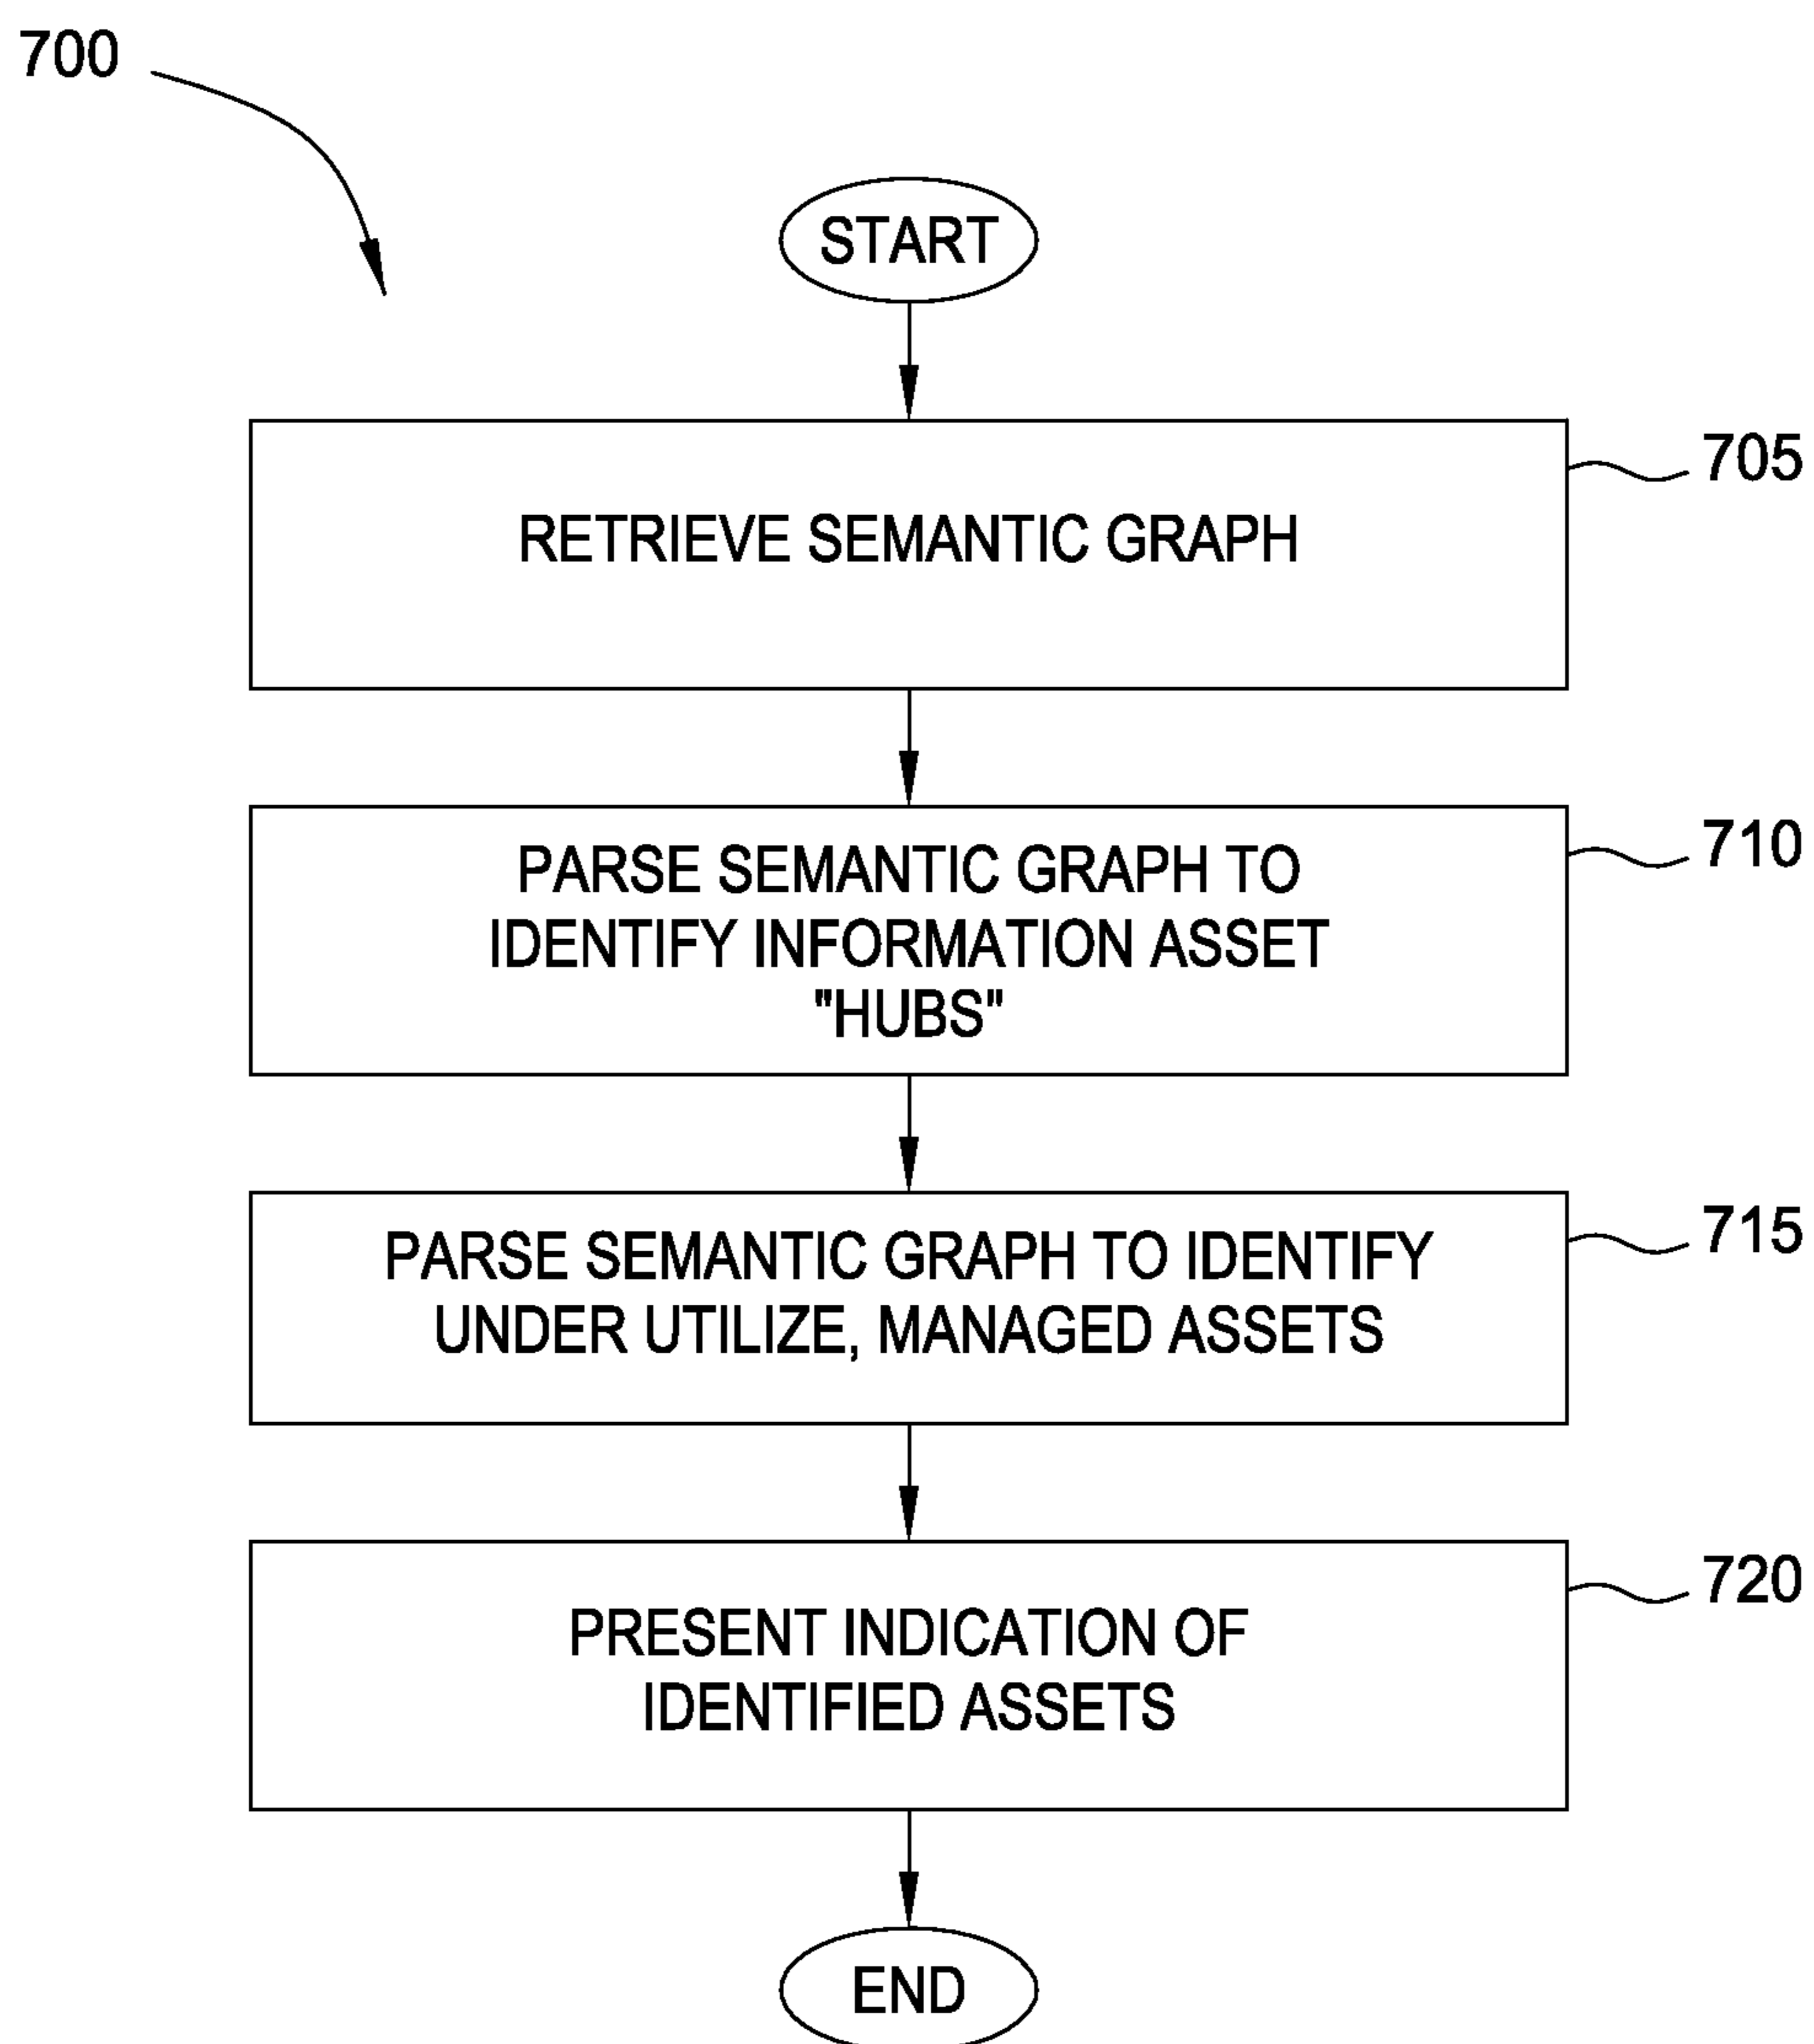 700
START
705
RETRIEVE SEMANTIC GRAPH
710
PARSE SEMANTIC GRAPH TO
IDENTIFY INFORMATION ASSET
"HUBS"
715
PARSE SEMANTIC GRAPH TO IDENTIFY
UNDER UTILIZE, MANAGED ASSETS
720
PRESENT INDICATION OF
IDENTIFIED ASSETS
END